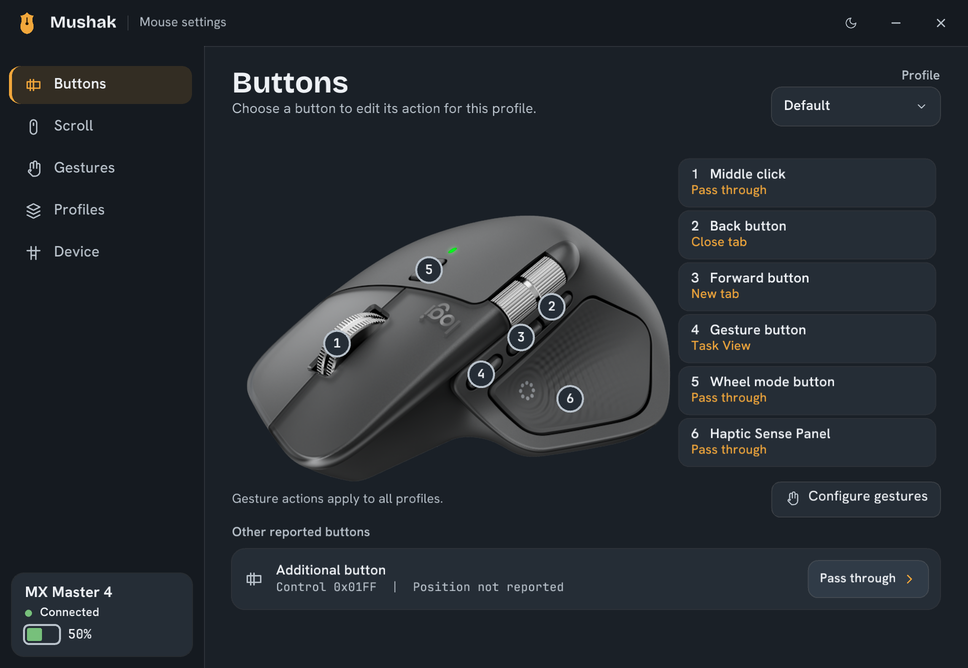 Mushak
Mouse settings
Buttons
Scroll
Gestures
Profiles
Device
MX Master 4
Connected
50%
Buttons
Choose a button to edit its action for this profile.
Profile
Default
logi
1
2
3
4
5
6
1 Middle click
Pass through
2 Back button
Close tab
3 Forward button
New tab
4 Gesture button
Task View
5 Wheel mode button
Pass through
6 Haptic Sense Panel
Pass through
Gesture actions apply to all profiles.
Configure gestures
Other reported buttons
Additional button
Control 0x01FF | Position not reported
Pass through